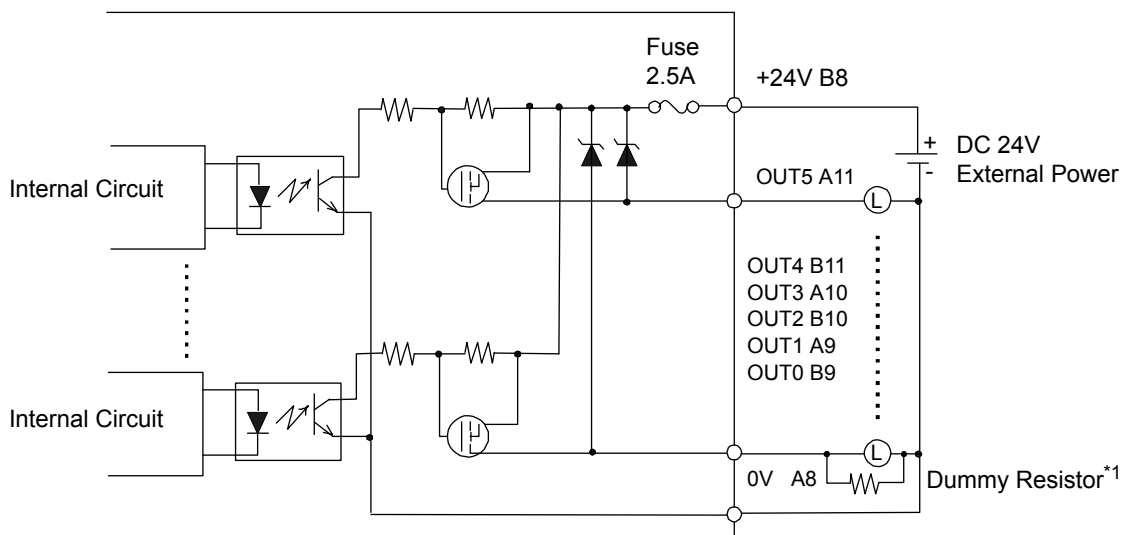 Fuse
2.5A
+24V B8
+
-
DC 24V
External Power
Internal Circuit
OUT5 A11
L
OUT4 B11
OUT3 A10
OUT2 B10
OUT1 A9
OUT0 B9
Internal Circuit
L
0V A8
Dummy Resistor*1